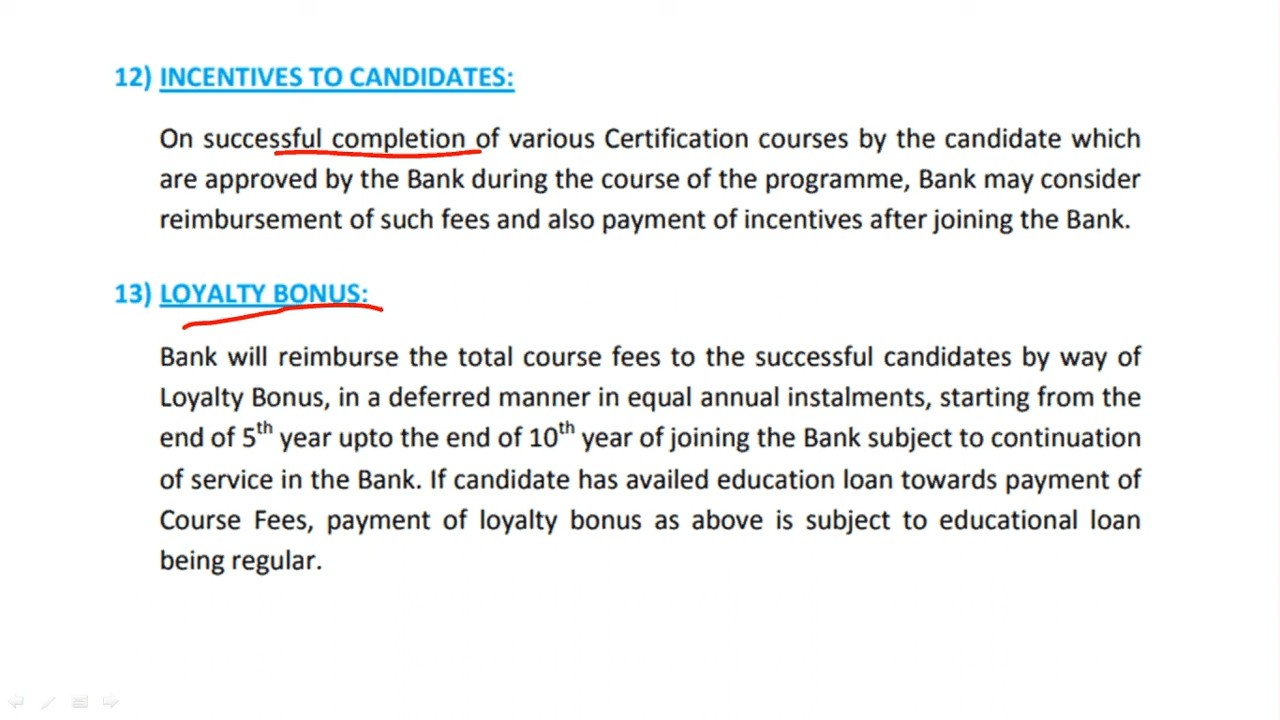 12) INCENTIVES TO CANDIDATES:
On successful completion of various Certification courses by the candidate which
are approved by the Bank during the course of the programme, Bank may consider
reimbursement of such fees and also payment of incentives after joining the Bank.
13) LOYALTY BONUS:
Bank will reimburse the total course fees to the successful candidates by way of
Loyalty Bonus, in a deferred manner in equal annual instalments, starting from the
end of 5th year upto the end of 10th year of joining the Bank subject to continuation
of service in the Bank. If candidate has availed education loan towards payment of
Course Fees, payment of loyalty bonus as above is subject to educational loan
being regular.